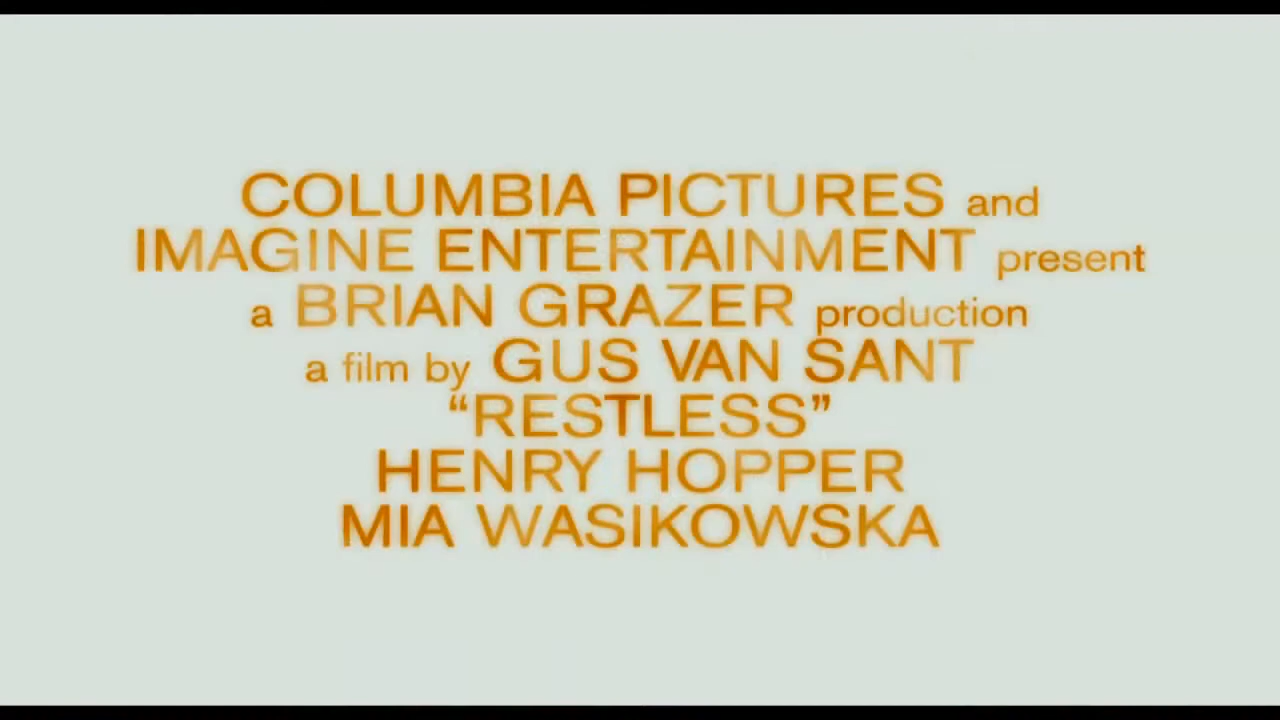 COLUMBIA PICTURES and
IMAGINE ENTERTAINMENT present
a BRIAN GRAZER production
a film by GUS VAN SANT
“RESTLESS”
HENRY HOPPER
MIA WASIKOWSKA